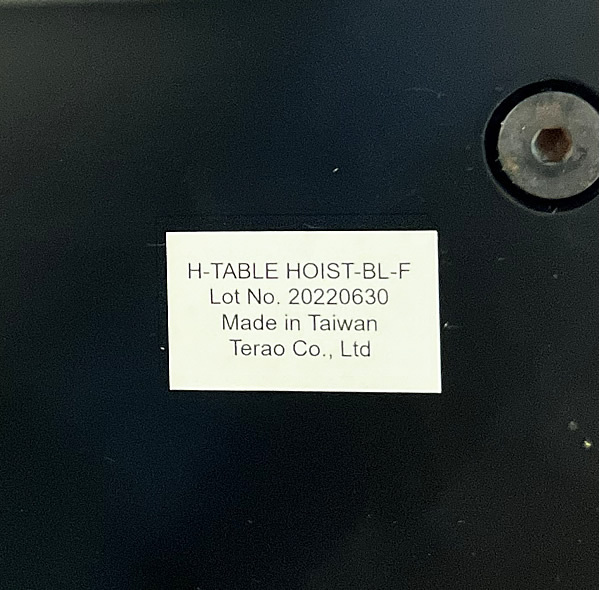 H-TABLE HOIST-BL-F
Lot No. 20220630
Made in Taiwan
Terao Co., Ltd